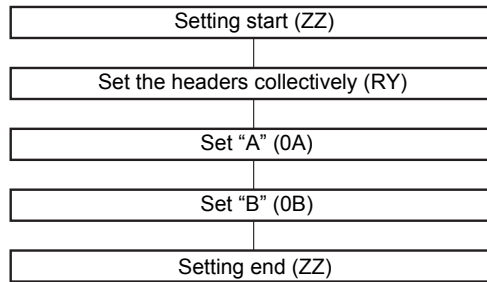 Setting start (ZZ)
Set the headers collectively (RY)
Set “A” (0A)
Set “B” (0B)
Setting end (ZZ)